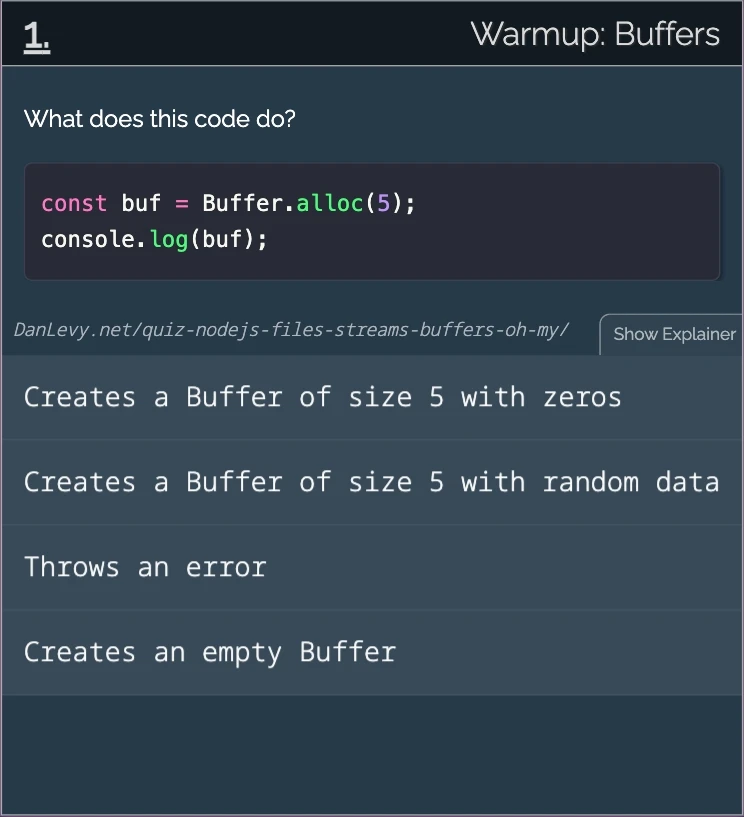 1.
Warmup: Buffers
What does this code do?
const buf = Buffer.alloc(5);
console.log(buf);
DanLevy.net/quiz-nodejs-files-streams-buffers-oh-my/
Show Explainer
Creates a Buffer of size 5 with zeros
Creates a Buffer of size 5 with random data
Throws an error
Creates an empty Buffer